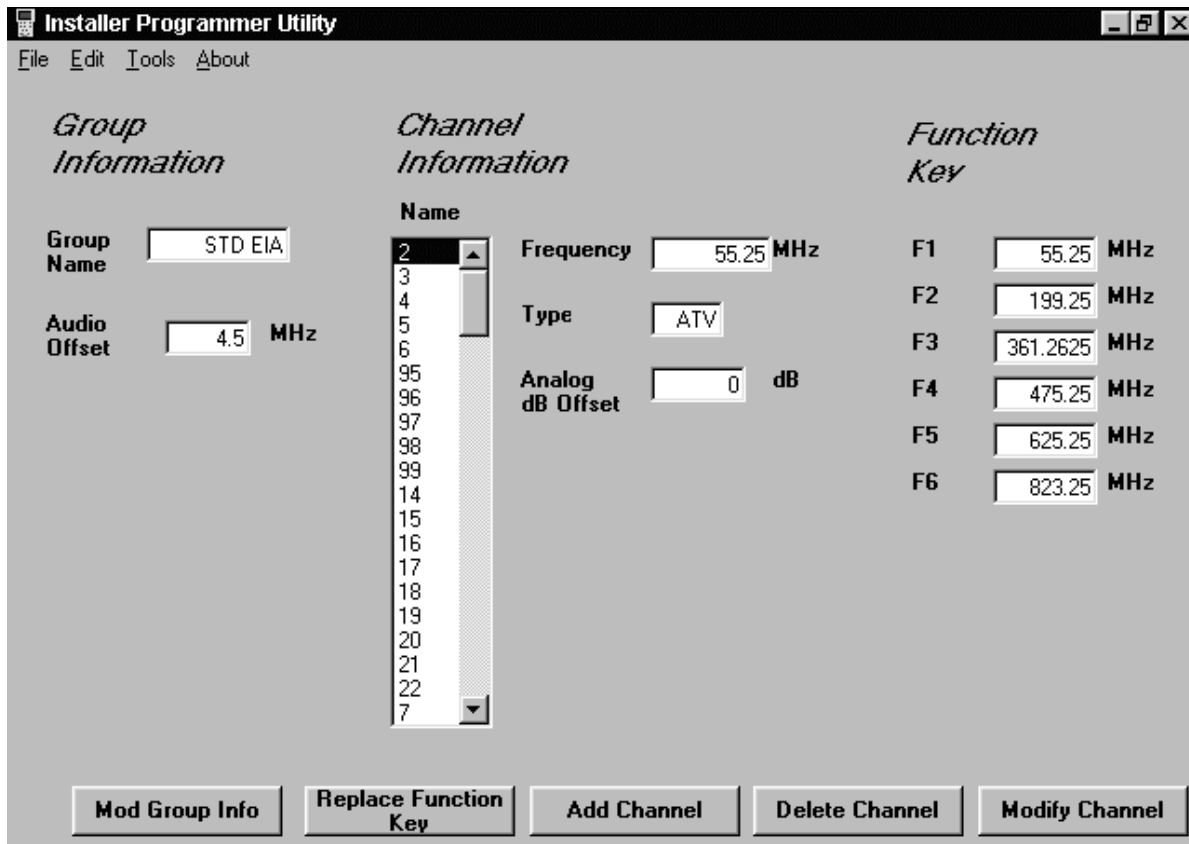 Installer Programmer Utility
File Edit Tools About
Group
Information
Group
Name
STD EIA
Audio
Offset
4.5 MHz
Channel
Information
Name
2
3
4
5
6
95
96
97
98
99
14
15
16
17
18
19
20
21
22
7
Frequency 55.25 MHz
Type ATV
Analog
dB Offset
0 dB
Function
Key
F1 55.25 MHz
F2 199.25 MHz
F3 361.2625 MHz
F4 475.25 MHz
F5 625.25 MHz
F6 823.25 MHz
Mod Group Info
Replace Function
Key
Add Channel
Delete Channel
Modify Channel